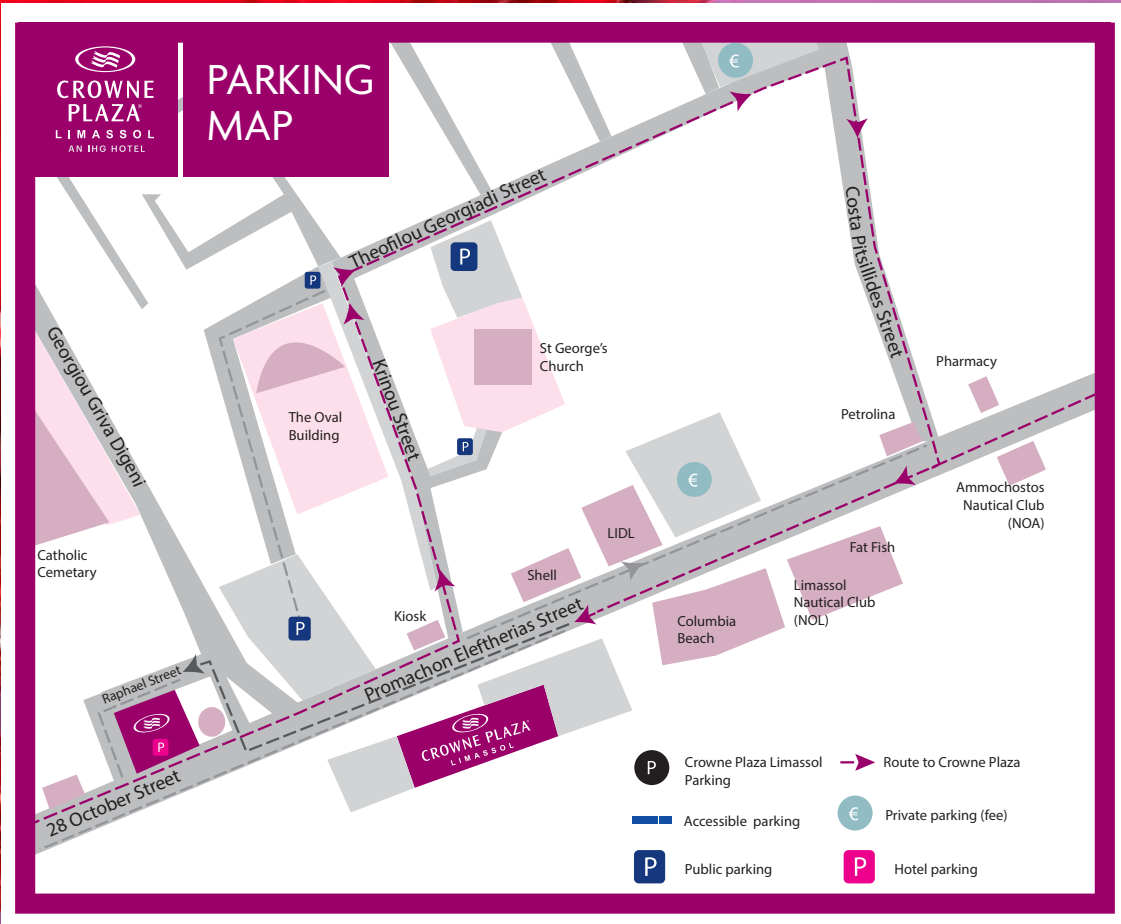 CROWNE
PLAZA
LIMASSOL
AN IHG HOTEL
PARKING
MAP
€
Theofilou Georgiadi Street
P
P
Costa Pitsillides Street
Georgiou Griva Digeni
Krinou Street
St George's
Church
Pharmacy
The Oval
Building
Petrolina
P
€
Ammochostos
Nautical Club
(NOA)
LIDL
Fat Fish
Catholic
Cemetary
Shell
Limassol
Nautical Club
(NOL)
Kiosk
Columbia
Beach
P
Promachon Eleftherias Street
Raphael Street
P
CROWNE PLAZA
LIMASSOL
28 October Street
P Crowne Plaza Limassol
Parking
Route to Crowne Plaza
Accessible parking
€ Private parking (fee)
P Public parking
P Hotel parking